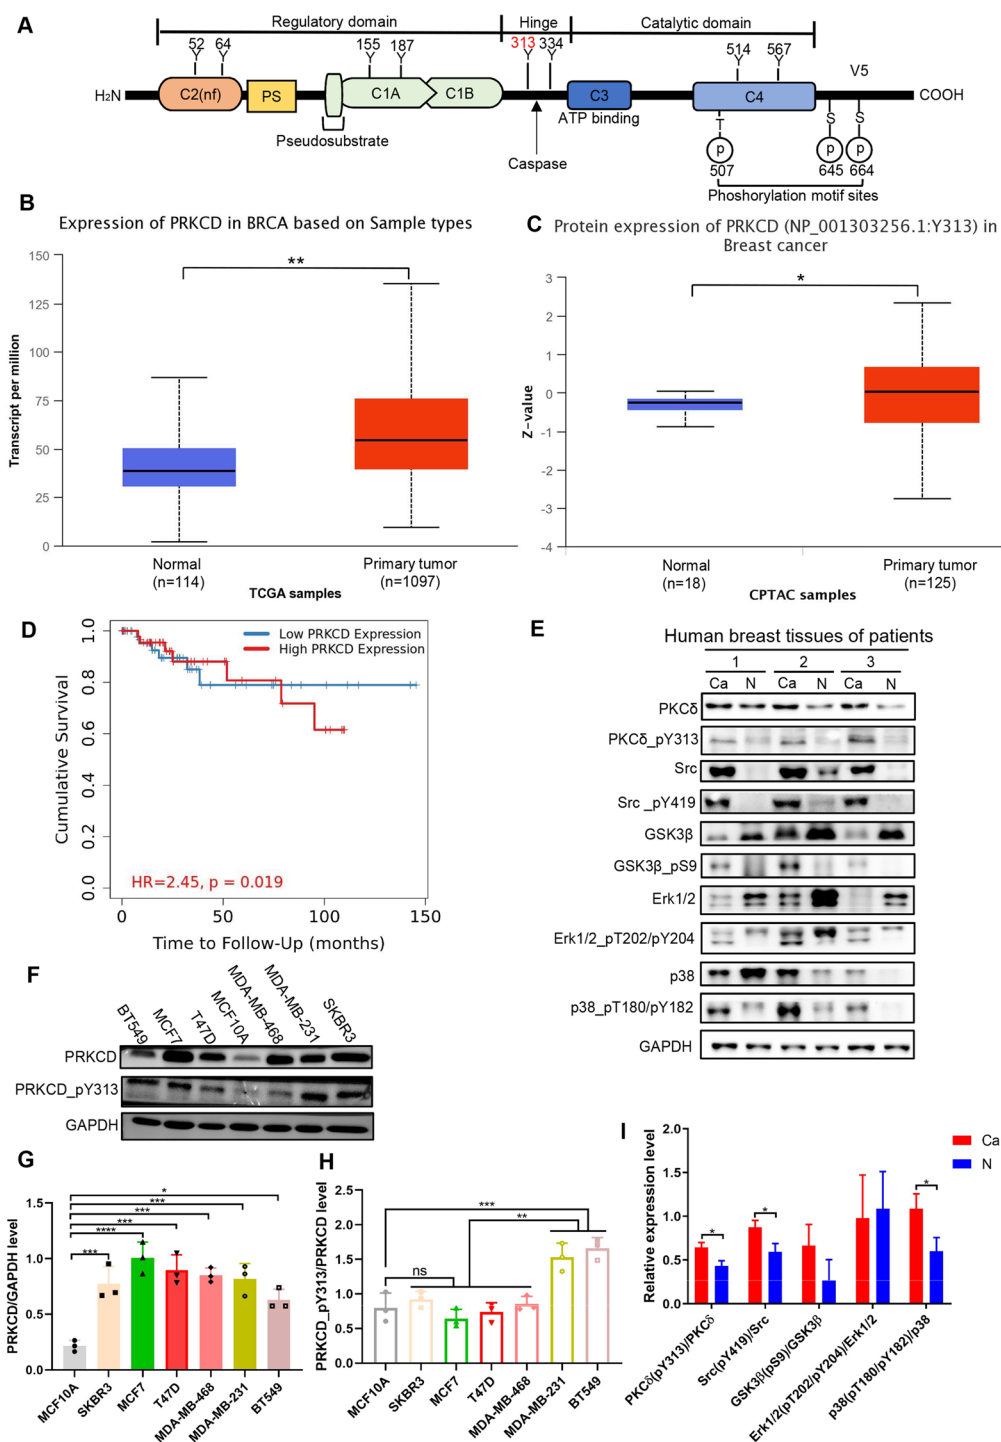 A
Regulatory domain
Hinge
Catalytic domain
52 64 155 187 313 334 514 567
Y Y Y Y Y Y Y Y
V5
H₂N C2(nf) PS C1A C1B C3 C4 COOH
Pseudosubstrate
ATP binding
Caspase
T S S
p p p
507 645 664
Phoshorylation motif sites
B
Expression of PRKCD in BRCA based on Sample types
**
150
125
100
75
50
25
0
Transcript per million
Normal
(n=114)
Primary tumor
(n=1097)
TCGA samples
C
Protein expression of PRKCD (NP_001303256.1:Y313) in
Breast cancer
*
3
2
1
0
-1
-2
-3
-4
Z-value
Normal
(n=18)
Primary tumor
(n=125)
CPTAC samples
D
Low PRKCD Expression
High PRKCD Expression
1.0
0.8
0.6
0.4
0.2
0.0
Cumulative Survival
HR=2.45, p = 0.019
0 50 100 150
Time to Follow-Up (months)
E
Human breast tissues of patients
1 2 3
Ca N Ca N Ca N
PKCδ
PKCδ_pY313
Src
Src _pY419
GSK3β
GSK3β_pS9
Erk1/2
Erk1/2_pT202/pY204
p38
p38_pT180/pY182
GAPDH
F
BT549 MCF7 T47D MCF10A MDA-MB-468 MDA-MB-231 SKBR3
PRKCD
PRKCD_pY313
GAPDH
G
*
***
***
***
****
***
1.5
1.0
0.5
0.0
PRKCD/GAPDH level
MCF10A SKBR3 MCF7 T47D MDA-MB-468 MDA-MB-231 BT549
H
***
**
ns
2.5
2.0
1.5
1.0
0.5
0.0
PRKCD_pY313/PRKCD level
MCF10A SKBR3 MCF7 T47D MDA-MB-468 MDA-MB-231 BT549
I
Ca
N
* * *
2.0
1.5
1.0
0.5
0.0
Relative expression level
PKCδ(pY313)/PKCδ
Src(pY419)/Src
GSK3β(pS9)/GSK3β
Erk1/2(pT202/pY204)/Erk1/2
p38(pT180/pY182)/p38